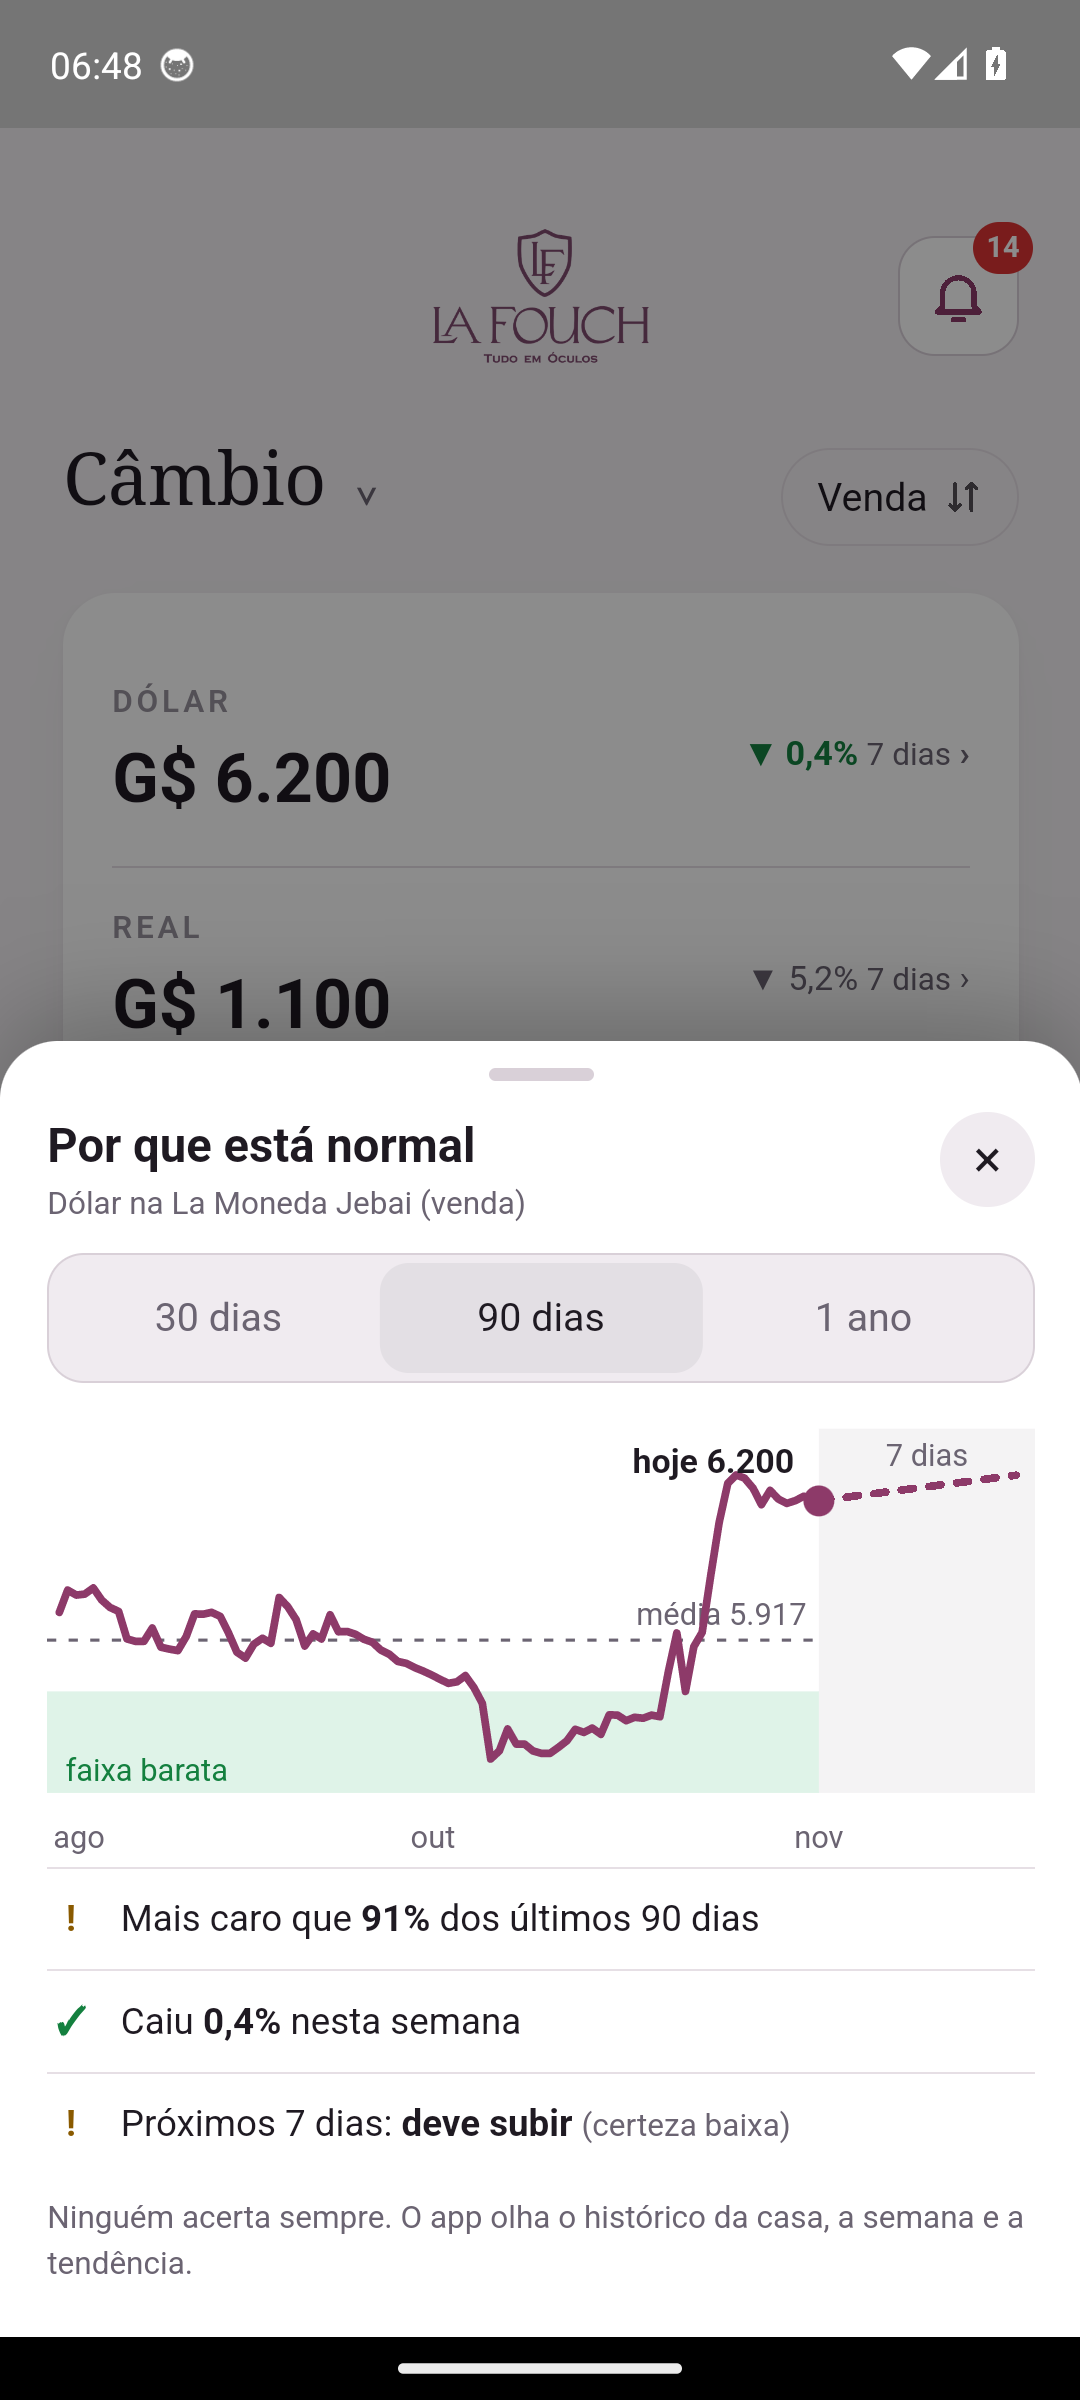 06:48
14
LF
LA FOUCH
TUDO EM ÓCULOS
Câmbio
Venda
DÓLAR
G$ 6.200
▼ 0,4% 7 dias ›
REAL
G$ 1.100
▼ 5,2% 7 dias ›
Por que está normal
Dólar na La Moneda Jebai (venda)
30 dias 90 dias 1 ano
hoje 6.200
7 dias
média 5.917
faixa barata
ago out nov
! Mais caro que 91% dos últimos 90 dias
✓ Caiu 0,4% nesta semana
! Próximos 7 dias: deve subir (certeza baixa)
Ninguém acerta sempre. O app olha o histórico da casa, a semana e a
tendência.